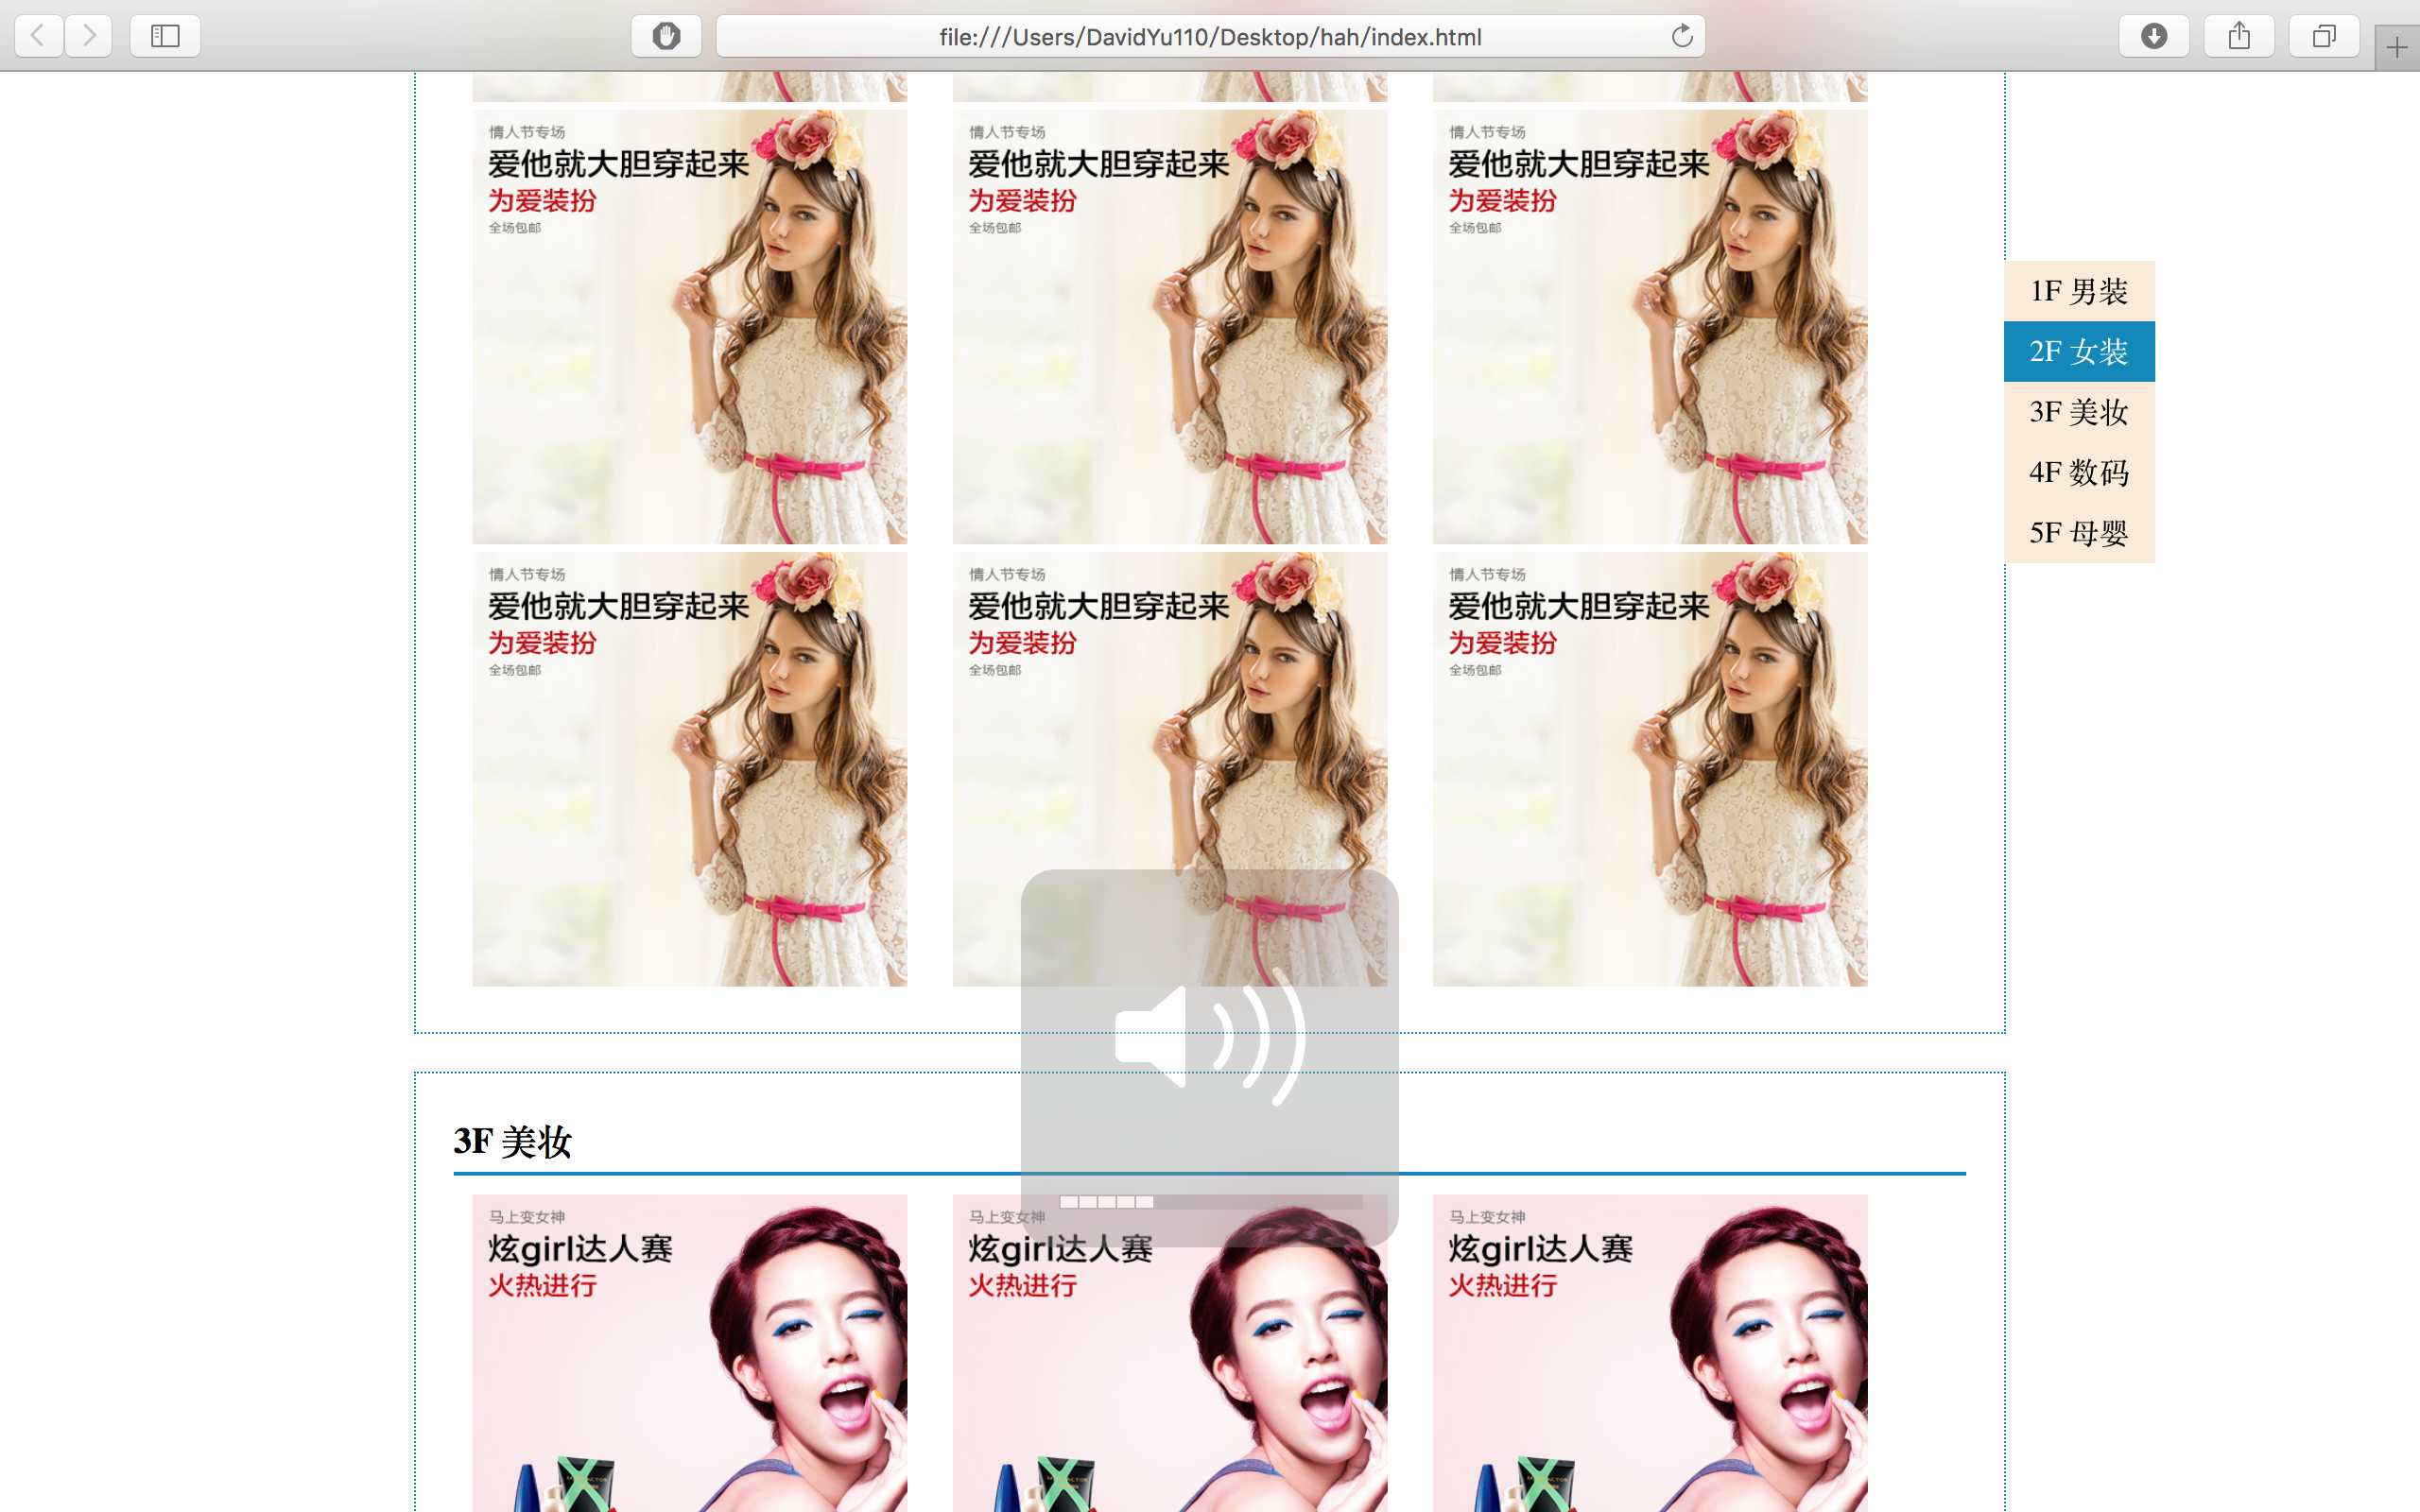 file:///Users/DavidYu110/Desktop/hah/index.html
情人节专场
爱他就大胆穿起来
为爱装扮
全场包邮
情人节专场
爱他就大胆穿起来
为爱装扮
全场包邮
情人节专场
爱他就大胆穿起来
为爱装扮
全场包邮
1F 男装
2F 女装
3F 美妆
4F 数码
5F 母婴
情人节专场
爱他就大胆穿起来
为爱装扮
全场包邮
情人节专场
爱他就大胆穿起来
为爱装扮
全场包邮
情人节专场
爱他就大胆穿起来
为爱装扮
全场包邮
3F 美妆
马上变女神
炫girl达人赛
火热进行
马上变女神
炫girl达人赛
火热进行
马上变女神
炫girl达人赛
火热进行